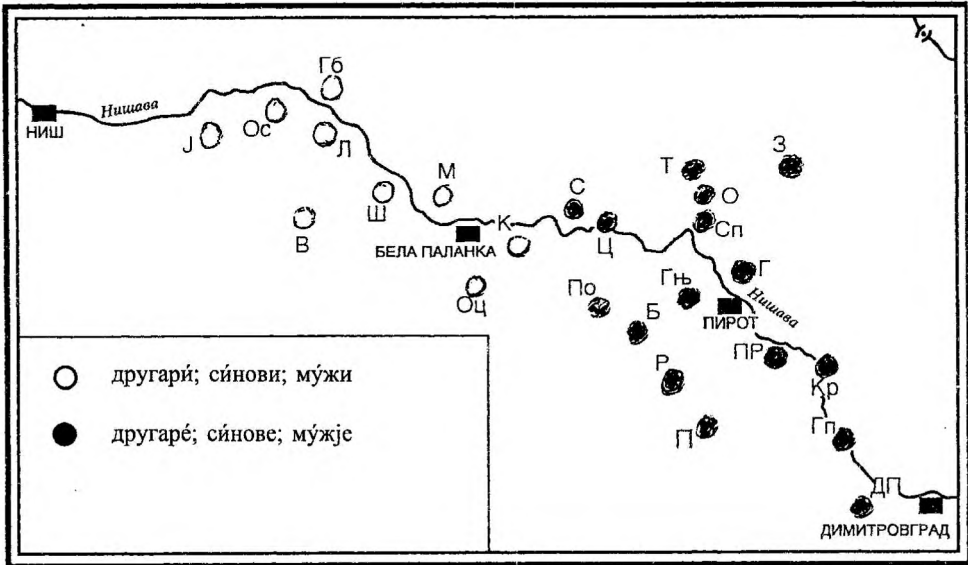 Гб
Нишава
НИШ
Ос
Ј
Л
З
Т
М
С
О
Ш
К
Сп
В
Ц
БЕЛА ПАЛАНКА
Г
Гњ
Оц
По
Нишава
Б
ПИРОТ
ПР
Р
Кр
другари́; си́нови; му́жи
П
Гп
другаре́; си́нове; му́жје
ДП
ДИМИТРОВГРАД